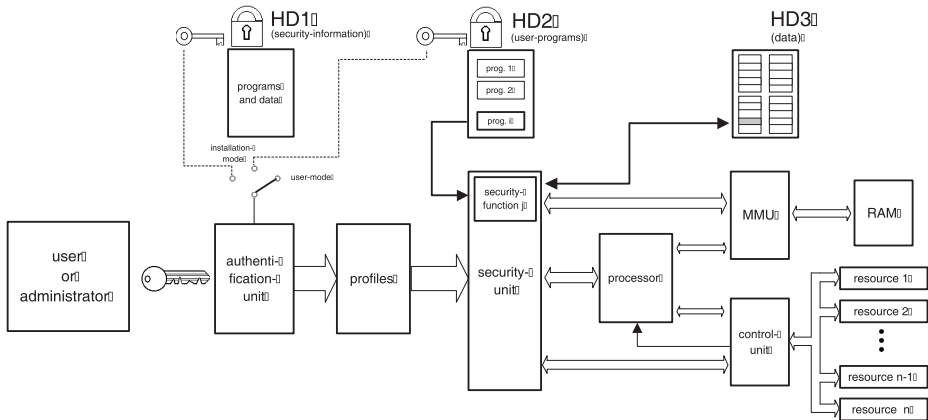 HD1
(security-information)
HD2
(user-programs)
HD3
(data)
programs
and data
prog. 1
prog. 2
prog. i
installation-
mode
user-mode
security-
function j
MMU
RAM
user
or
administrator
authenti-
fication-
unit
profiles
security-
unit
processor
control-
unit
resource 1
resource 2
resource n-1
resource n